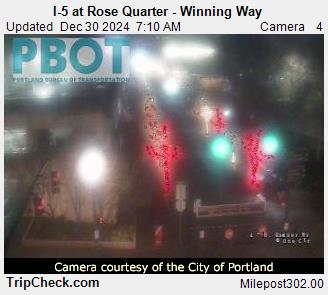 I-5 at Rose Quarter - Winning Way
Updated Dec 30 2024 7:10 AM Camera 4
PBOT
PORTLAND BUREAU OF TRANSPORTATION
Camera courtesy of the City of Portland
TripCheck.com Milepost302.00